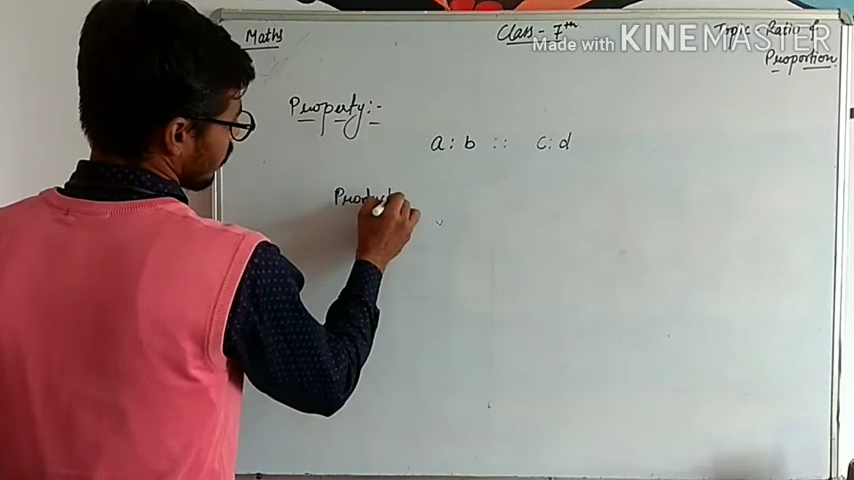 Maths
Class - 7th
Topic Ratio &
Proportion
Made with KINEMASTER
Property :-
a : b :: c : d
Product